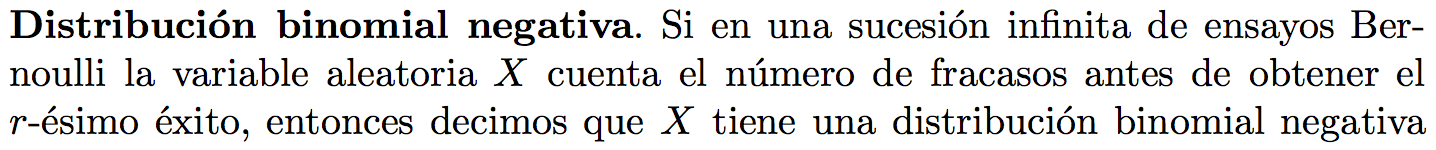 Distribución binomial negativa. Si en una sucesión infinita de ensayos Ber-
noulli la variable aleatoria X cuenta el número de fracasos antes de obtener el
r-ésimo éxito, entonces decimos que X tiene una distribución binomial negativa